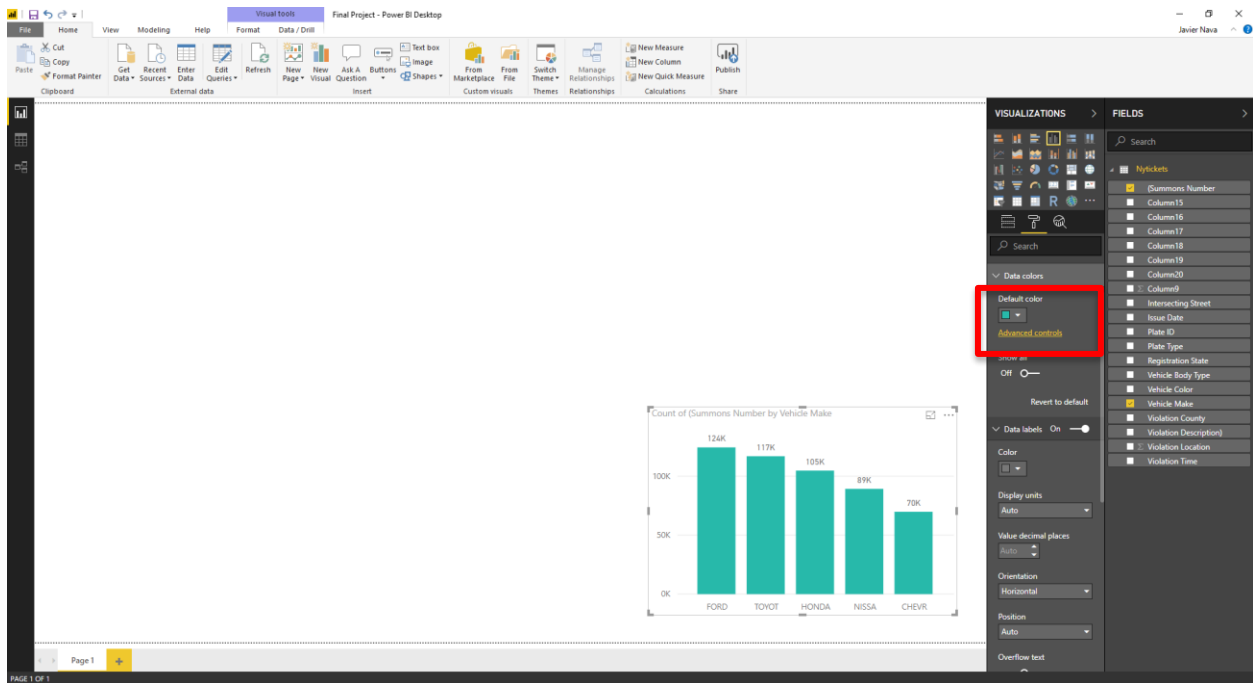 Visual tools
Final Project - Power BI Desktop
File
Home
View
Modeling
Help
Format
Data / Drill
Javier Nava
Paste
Cut
Copy
Format Painter
Clipboard
Get Data
Recent Sources
Enter Data
Edit Queries
Refresh
External data
New Page
New Visual
Ask A Question
Buttons
Text box
Image
Shapes
Insert
From Marketplace
From File
Custom visuals
Switch Theme
Themes
Manage Relationships
Relationships
New Measure
New Column
New Quick Measure
Calculations
Publish
Share
Count of (Summons Number by Vehicle Make
124K
117K
105K
89K
70K
100K
50K
0K
FORD
TOYOT
HONDA
NISSA
CHEVR
VISUALIZATIONS
R
Search
Data colors
Default color
Advanced controls
Show all
Off
Revert to default
Data labels On
Color
Display units
Auto
Value decimal places
Auto
Orientation
Horizontal
Position
Auto
Overflow text
FIELDS
Search
Nytickets
(Summons Number
Column15
Column16
Column17
Column18
Column19
Column20
Σ Column9
Intersecting Street
Issue Date
Plate ID
Plate Type
Registration State
Vehicle Body Type
Vehicle Color
Vehicle Make
Violation County
Violation Description)
Σ Violation Location
Violation Time
Page 1
PAGE 1 OF 1